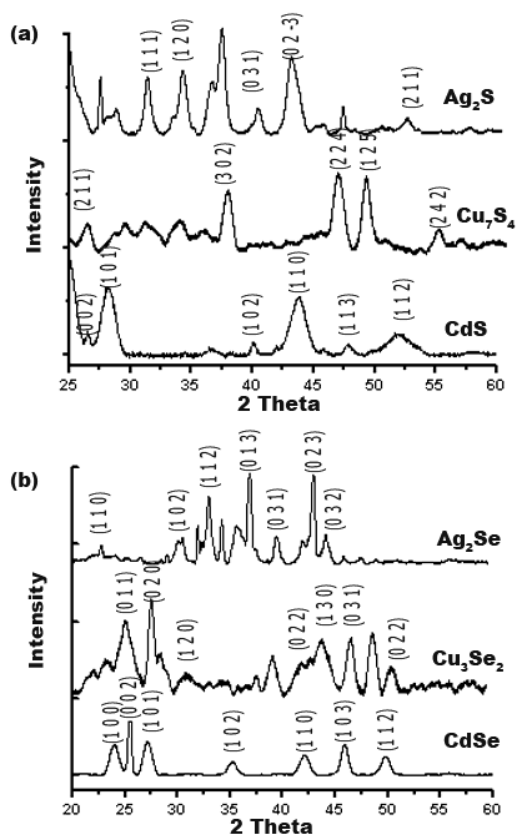 (a)
(1 1 1)
(1 2 0)
(0 3 1)
(0 2 -3)
(2 1 1)
Ag₂S
(2 1 1)
(3 0 2)
(2 2 4)
(1 2 5)
(2 4 2)
Cu₇S₄
(0 0 2)
(1 0 1)
(1 0 2)
(1 1 0)
(1 1 3)
(1 1 2)
CdS
Intensity
25 30 35 40 45 50 55 60
2 Theta
(b)
(1 1 0)
(1 0 2)
(1 1 2)
(0 1 3)
(0 3 1)
(0 2 3)
(0 3 2)
Ag₂Se
(0 1 1)
(0 2 0)
(1 2 0)
(0 2 2)
(1 3 0)
(0 3 1)
(0 2 2)
Cu₃Se₂
(1 0 0)
(0 0 2)
(1 0 1)
(1 0 2)
(1 1 0)
(1 0 3)
(1 1 2)
CdSe
Intensity
20 25 30 35 40 45 50 55 60
2 Theta